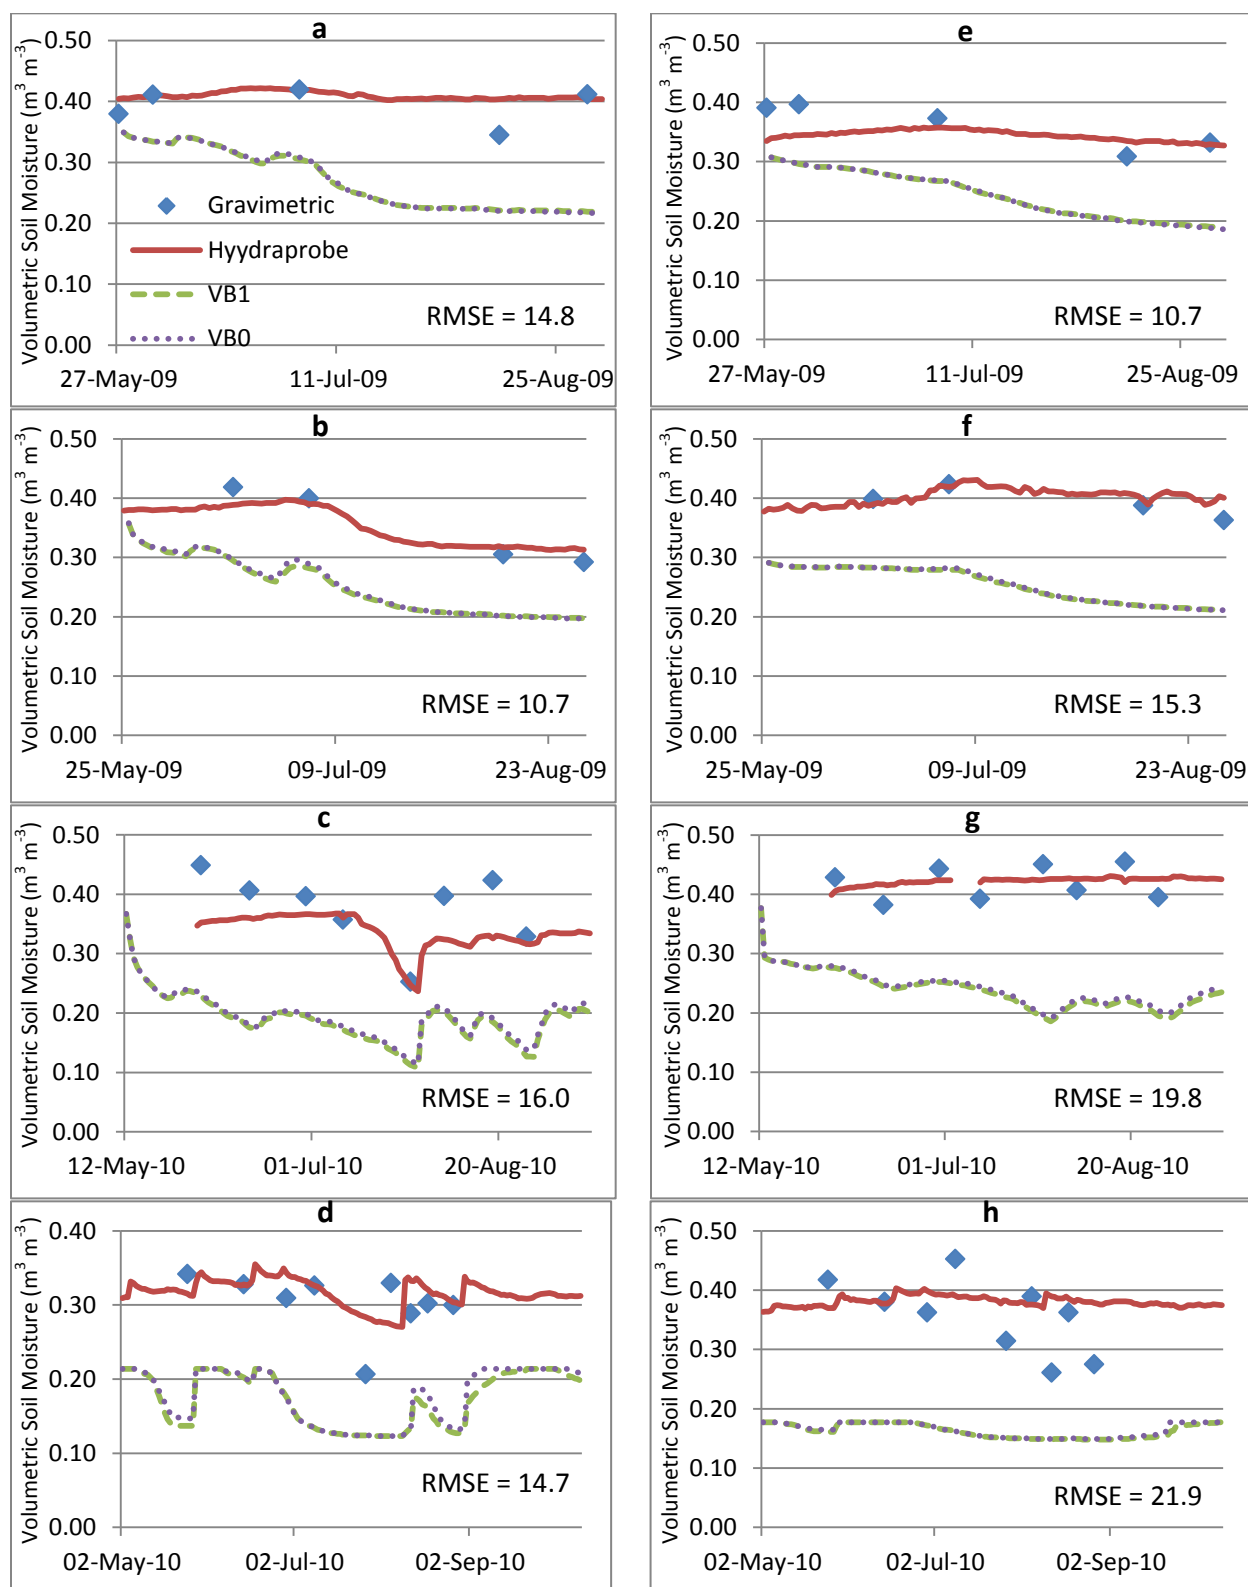 a
Volumetric Soil Moisture (m³ m⁻³)
0.50
0.40
0.30
0.20
0.10
0.00
Gravimetric
Hyydraprobe
VB1
VB0
RMSE = 14.8
27-May-09 11-Jul-09 25-Aug-09
e
Volumetric Soil Moisture (m³ m⁻³)
0.50
0.40
0.30
0.20
0.10
0.00
RMSE = 10.7
27-May-09 11-Jul-09 25-Aug-09
b
Volumetric Soil Moisture (m³ m⁻³)
0.50
0.40
0.30
0.20
0.10
0.00
RMSE = 10.7
25-May-09 09-Jul-09 23-Aug-09
f
Volumetric Soil Moisture (m³ m⁻³)
0.50
0.40
0.30
0.20
0.10
0.00
RMSE = 15.3
25-May-09 09-Jul-09 23-Aug-09
c
Volumetric Soil Moisture (m³ m⁻³)
0.50
0.40
0.30
0.20
0.10
0.00
RMSE = 16.0
12-May-10 01-Jul-10 20-Aug-10
g
Volumetric Soil Moisture (m³ m⁻³)
0.50
0.40
0.30
0.20
0.10
0.00
RMSE = 19.8
12-May-10 01-Jul-10 20-Aug-10
d
Volumetric Soil Moisture (m³ m⁻³)
0.40
0.30
0.20
0.10
0.00
RMSE = 14.7
02-May-10 02-Jul-10 02-Sep-10
h
Volumetric Soil Moisture (m³ m⁻³)
0.50
0.40
0.30
0.20
0.10
0.00
RMSE = 21.9
02-May-10 02-Jul-10 02-Sep-10